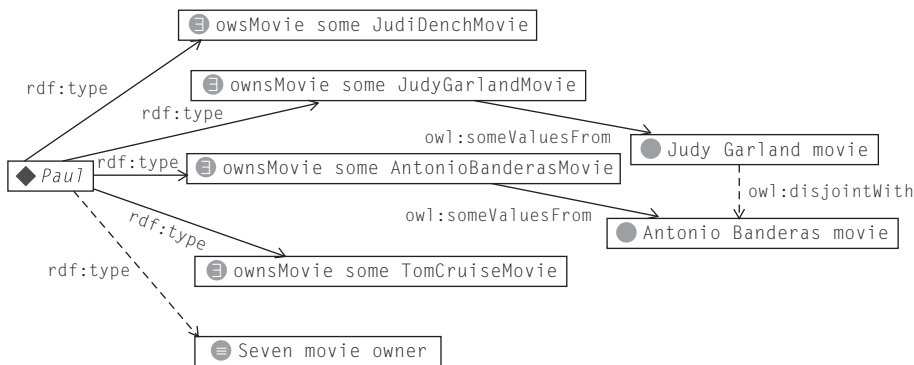 owsMovie some JudiDenchMovie
rdf:type
ownsMovie some JudyGarlandMovie
rdf:type
owl:someValuesFrom
Judy Garland movie
rdf:type
ownsMovie some AntonioBanderasMovie
Paul
owl:disjointWith
rdf:type
owl:someValuesFrom
Antonio Banderas movie
rdf:type
ownsMovie some TomCruiseMovie
Seven movie owner